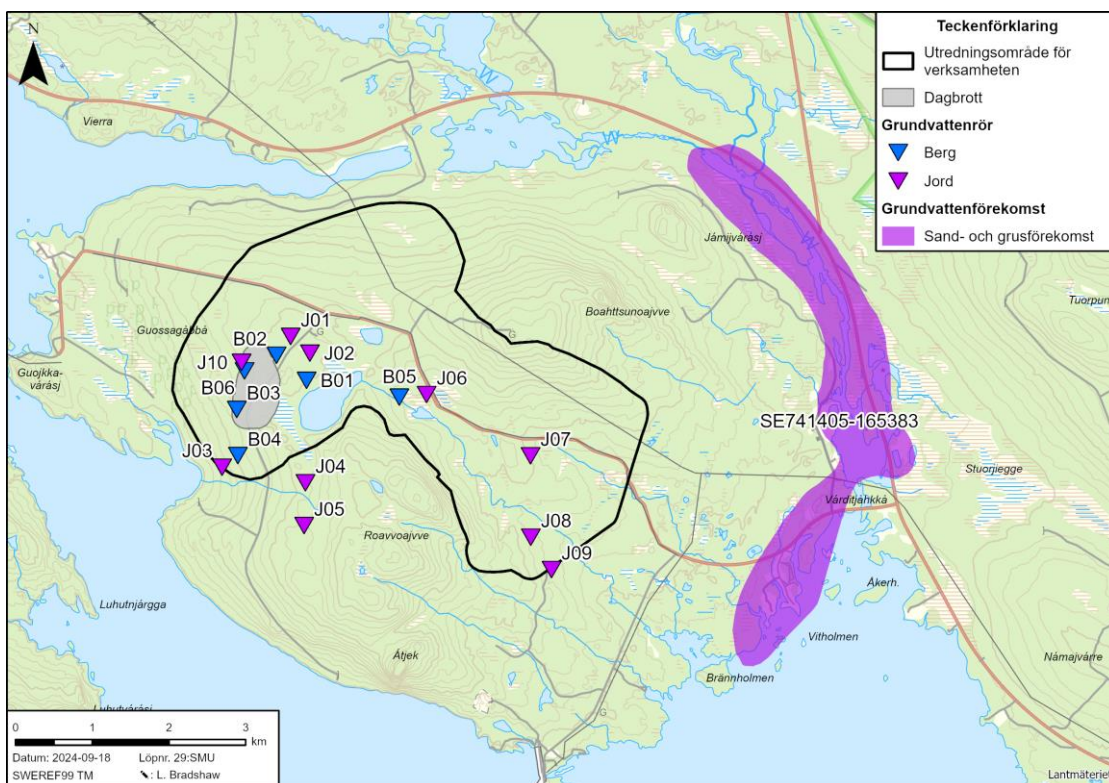 N
Vierra
W
W
W
Teckenförklaring
Utredningsområde för
verksamheten
Dagbrott
Grundvattenrör
Berg
Jord
Grundvattenförekomst
Sand- och grusförekomst
Jámijvárásj
Tuorpun
Boahttsunoajvve
Guossagåbbå
G
G
J01
B02
J02
J10
B01
B05
J06
B06
B03
Guojkka-
várásj
SE741405-165383
B04
J07
J03
J04
Stuorjiegge
Várditjåhkkå
J05
J08
Roavvoajvve
J09
Åkerh.
Luhutnjárgga
Vitholmen
Átjek
Námajvárre
Brännholmen
Luhutvárásj
G
0 1 2 3
km
Datum: 2024-09-18 Löpnr. 29:SMU
SWEREF99 TM : L. Bradshaw
Lantmäteriet